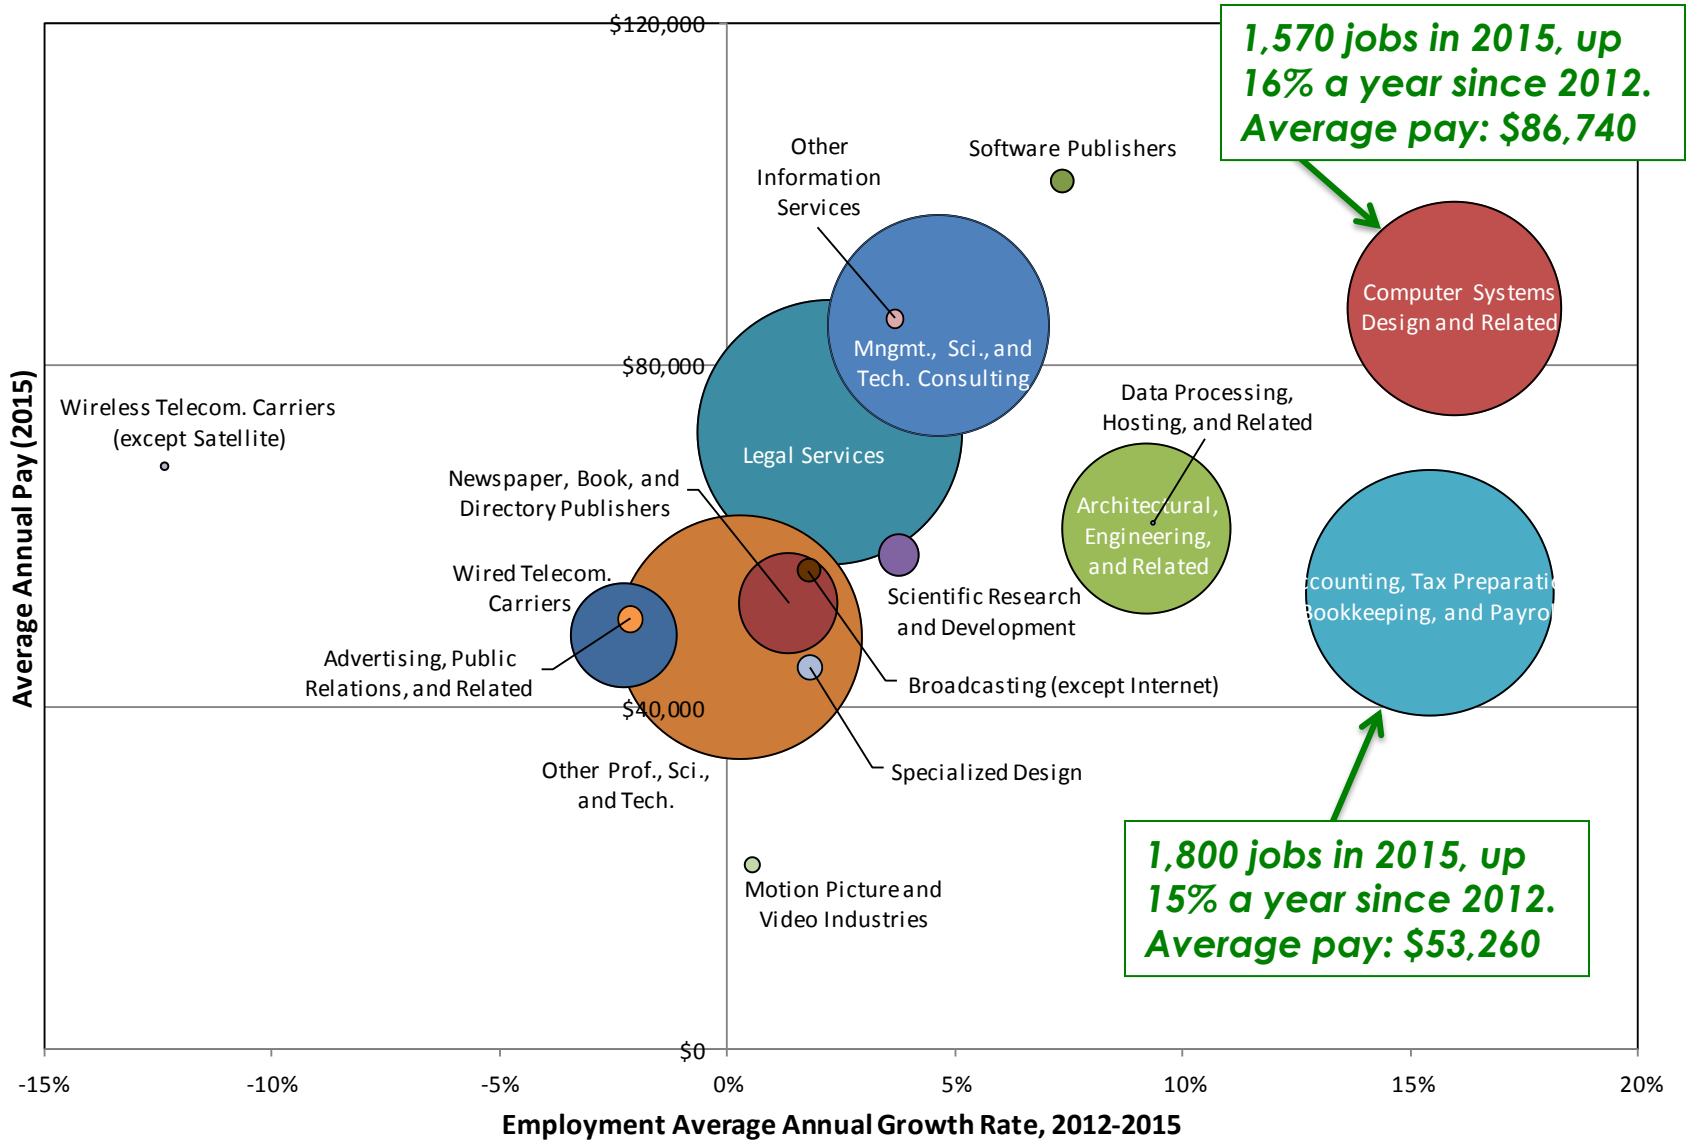 $120,000
1,570 jobs in 2015, up
16% a year since 2012.
Average pay: $86,740
Other
Information
Services
Software Publishers
Computer Systems
Design and Related
Mngmt., Sci., and
Tech. Consulting
$80,000
Data Processing,
Hosting, and Related
Wireless Telecom. Carriers
(except Satellite)
Legal Services
Newspaper, Book, and
Directory Publishers
Architectural,
Engineering,
and Related
Wired Telecom.
Carriers
ccounting, Tax Preparati
Bookkeeping, and Payrol
Scientific Research
and Development
Advertising, Public
Relations, and Related
Broadcasting (except Internet)
$40,000
Other Prof., Sci.,
and Tech.
Specialized Design
1,800 jobs in 2015, up
15% a year since 2012.
Average pay: $53,260
Motion Picture and
Video Industries
$0
Average Annual Pay (2015)
-15% -10% -5% 0% 5% 10% 15% 20%
Employment Average Annual Growth Rate, 2012-2015